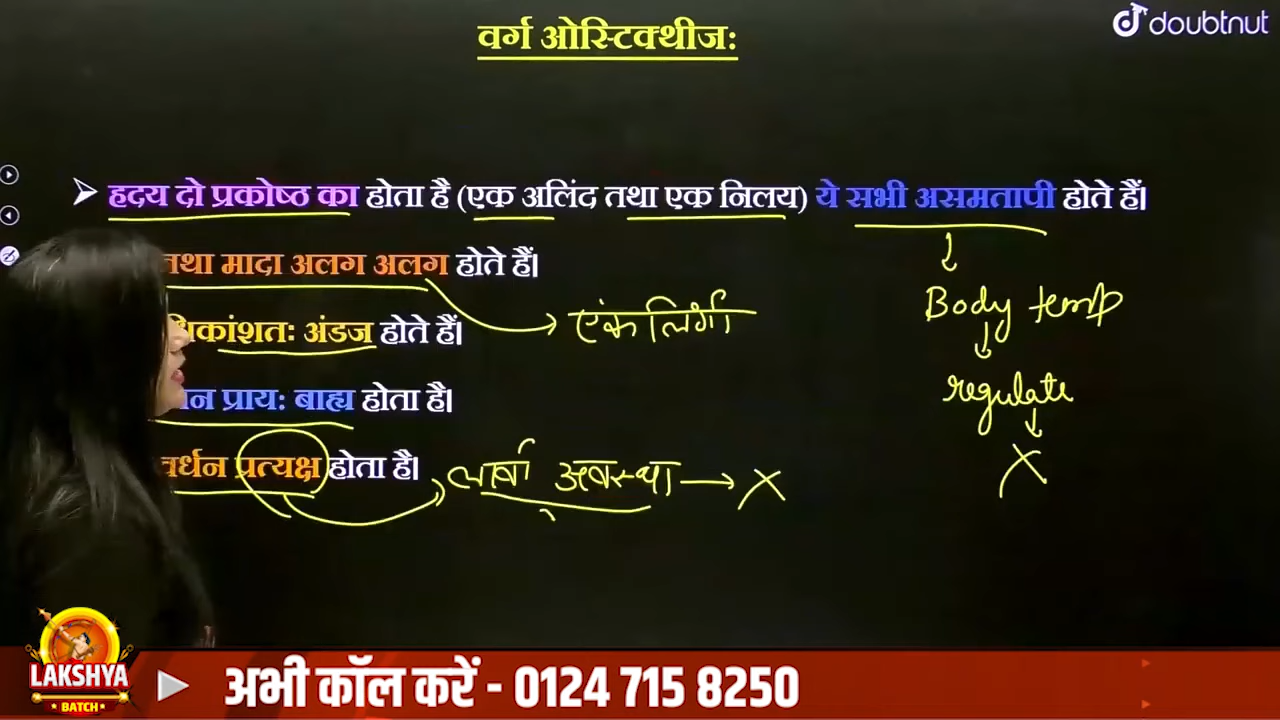 वर्ग ओस्टिक्थीजः
doubtnut
➤ हृदय दो प्रकोष्ठ का होता है (एक अलिंद तथा एक निलय) ये सभी असमतापी होते हैं।
तथा मादा अलग अलग होते हैं।
एकलिंगी
Body temp
धिकांशतः अंडज होते हैं।
regulate
न प्रायः बाह्य होता है।
वर्धन प्रत्यक्ष होता है।
लार्वा अवस्था → X
X
LAKSHYA
BATCH
अभी कॉल करें - 0124 715 8250